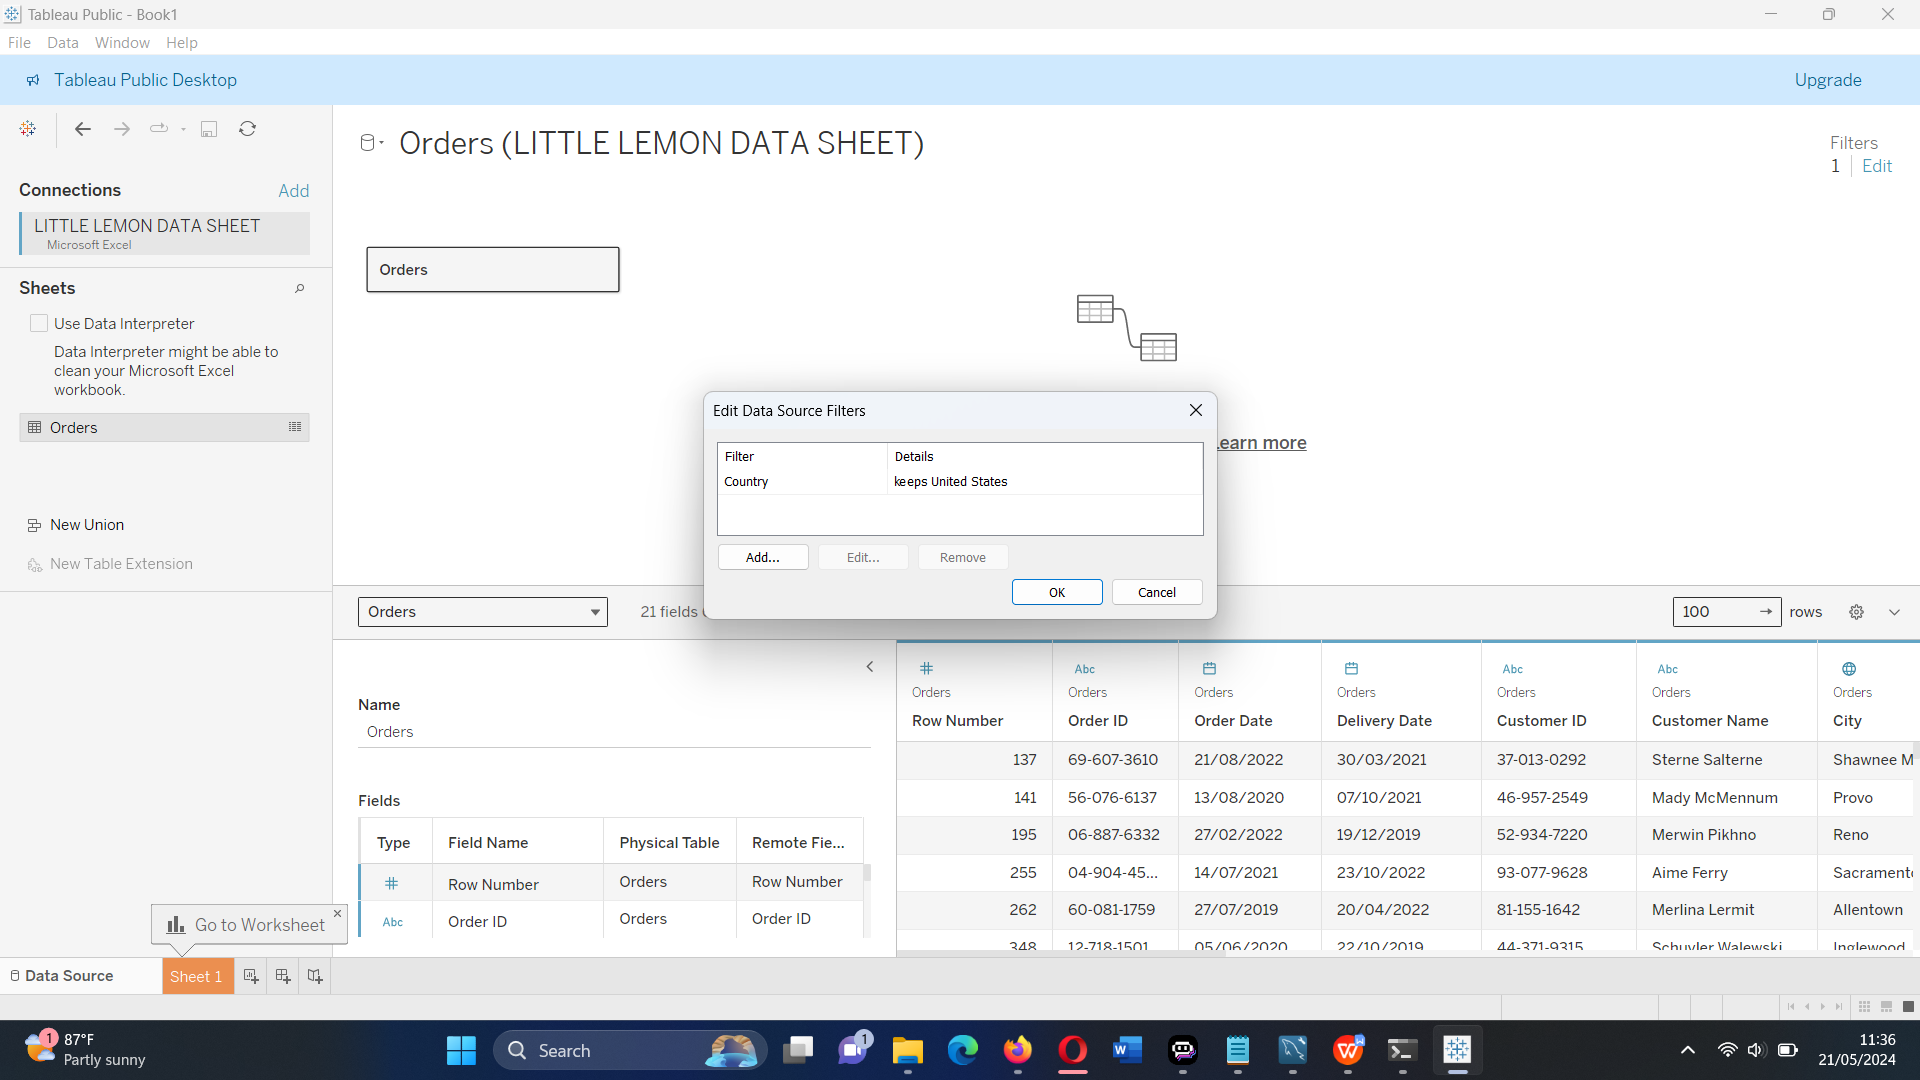 Tableau Public - Book1
File Data Window Help
Tableau Public Desktop Upgrade
Orders (LITTLE LEMON DATA SHEET)
Filters
1 Edit
Connections Add
LITTLE LEMON DATA SHEET
Microsoft Excel
Sheets
Use Data Interpreter
Data Interpreter might be able to
clean your Microsoft Excel
workbook.
Orders
New Union
New Table Extension
Orders
Learn more
Edit Data Source Filters
Filter Details
Country keeps United States
Add... Edit... Remove
OK Cancel
Orders 21 fields 100 rows
Name
Orders
Fields
Type Field Name Physical Table Remote Fie...
# Row Number Orders Row Number
Abc Order ID Orders Order ID
# Abc Abc Abc
Orders Orders Orders Orders Orders Orders Orders
Row Number Order ID Order Date Delivery Date Customer ID Customer Name City
137 69-607-3610 21/08/2022 30/03/2021 37-013-0292 Sterne Salterne Shawnee M
141 56-076-6137 13/08/2020 07/10/2021 46-957-2549 Mady McMennum Provo
195 06-887-6332 27/02/2022 19/12/2019 52-934-7220 Merwin Pikhno Reno
255 04-904-45... 14/07/2021 23/10/2022 93-077-9628 Aime Ferry Sacramento
262 60-081-1759 27/07/2019 20/04/2022 81-155-1642 Merlina Lermit Allentown
348 12-718-1501 05/06/2020 22/10/2019 44-371-9315 Schuyler Walewski Inglewood
Go to Worksheet
Data Source Sheet 1
1 87°F
Partly sunny
Search
1
11:36
21/05/2024